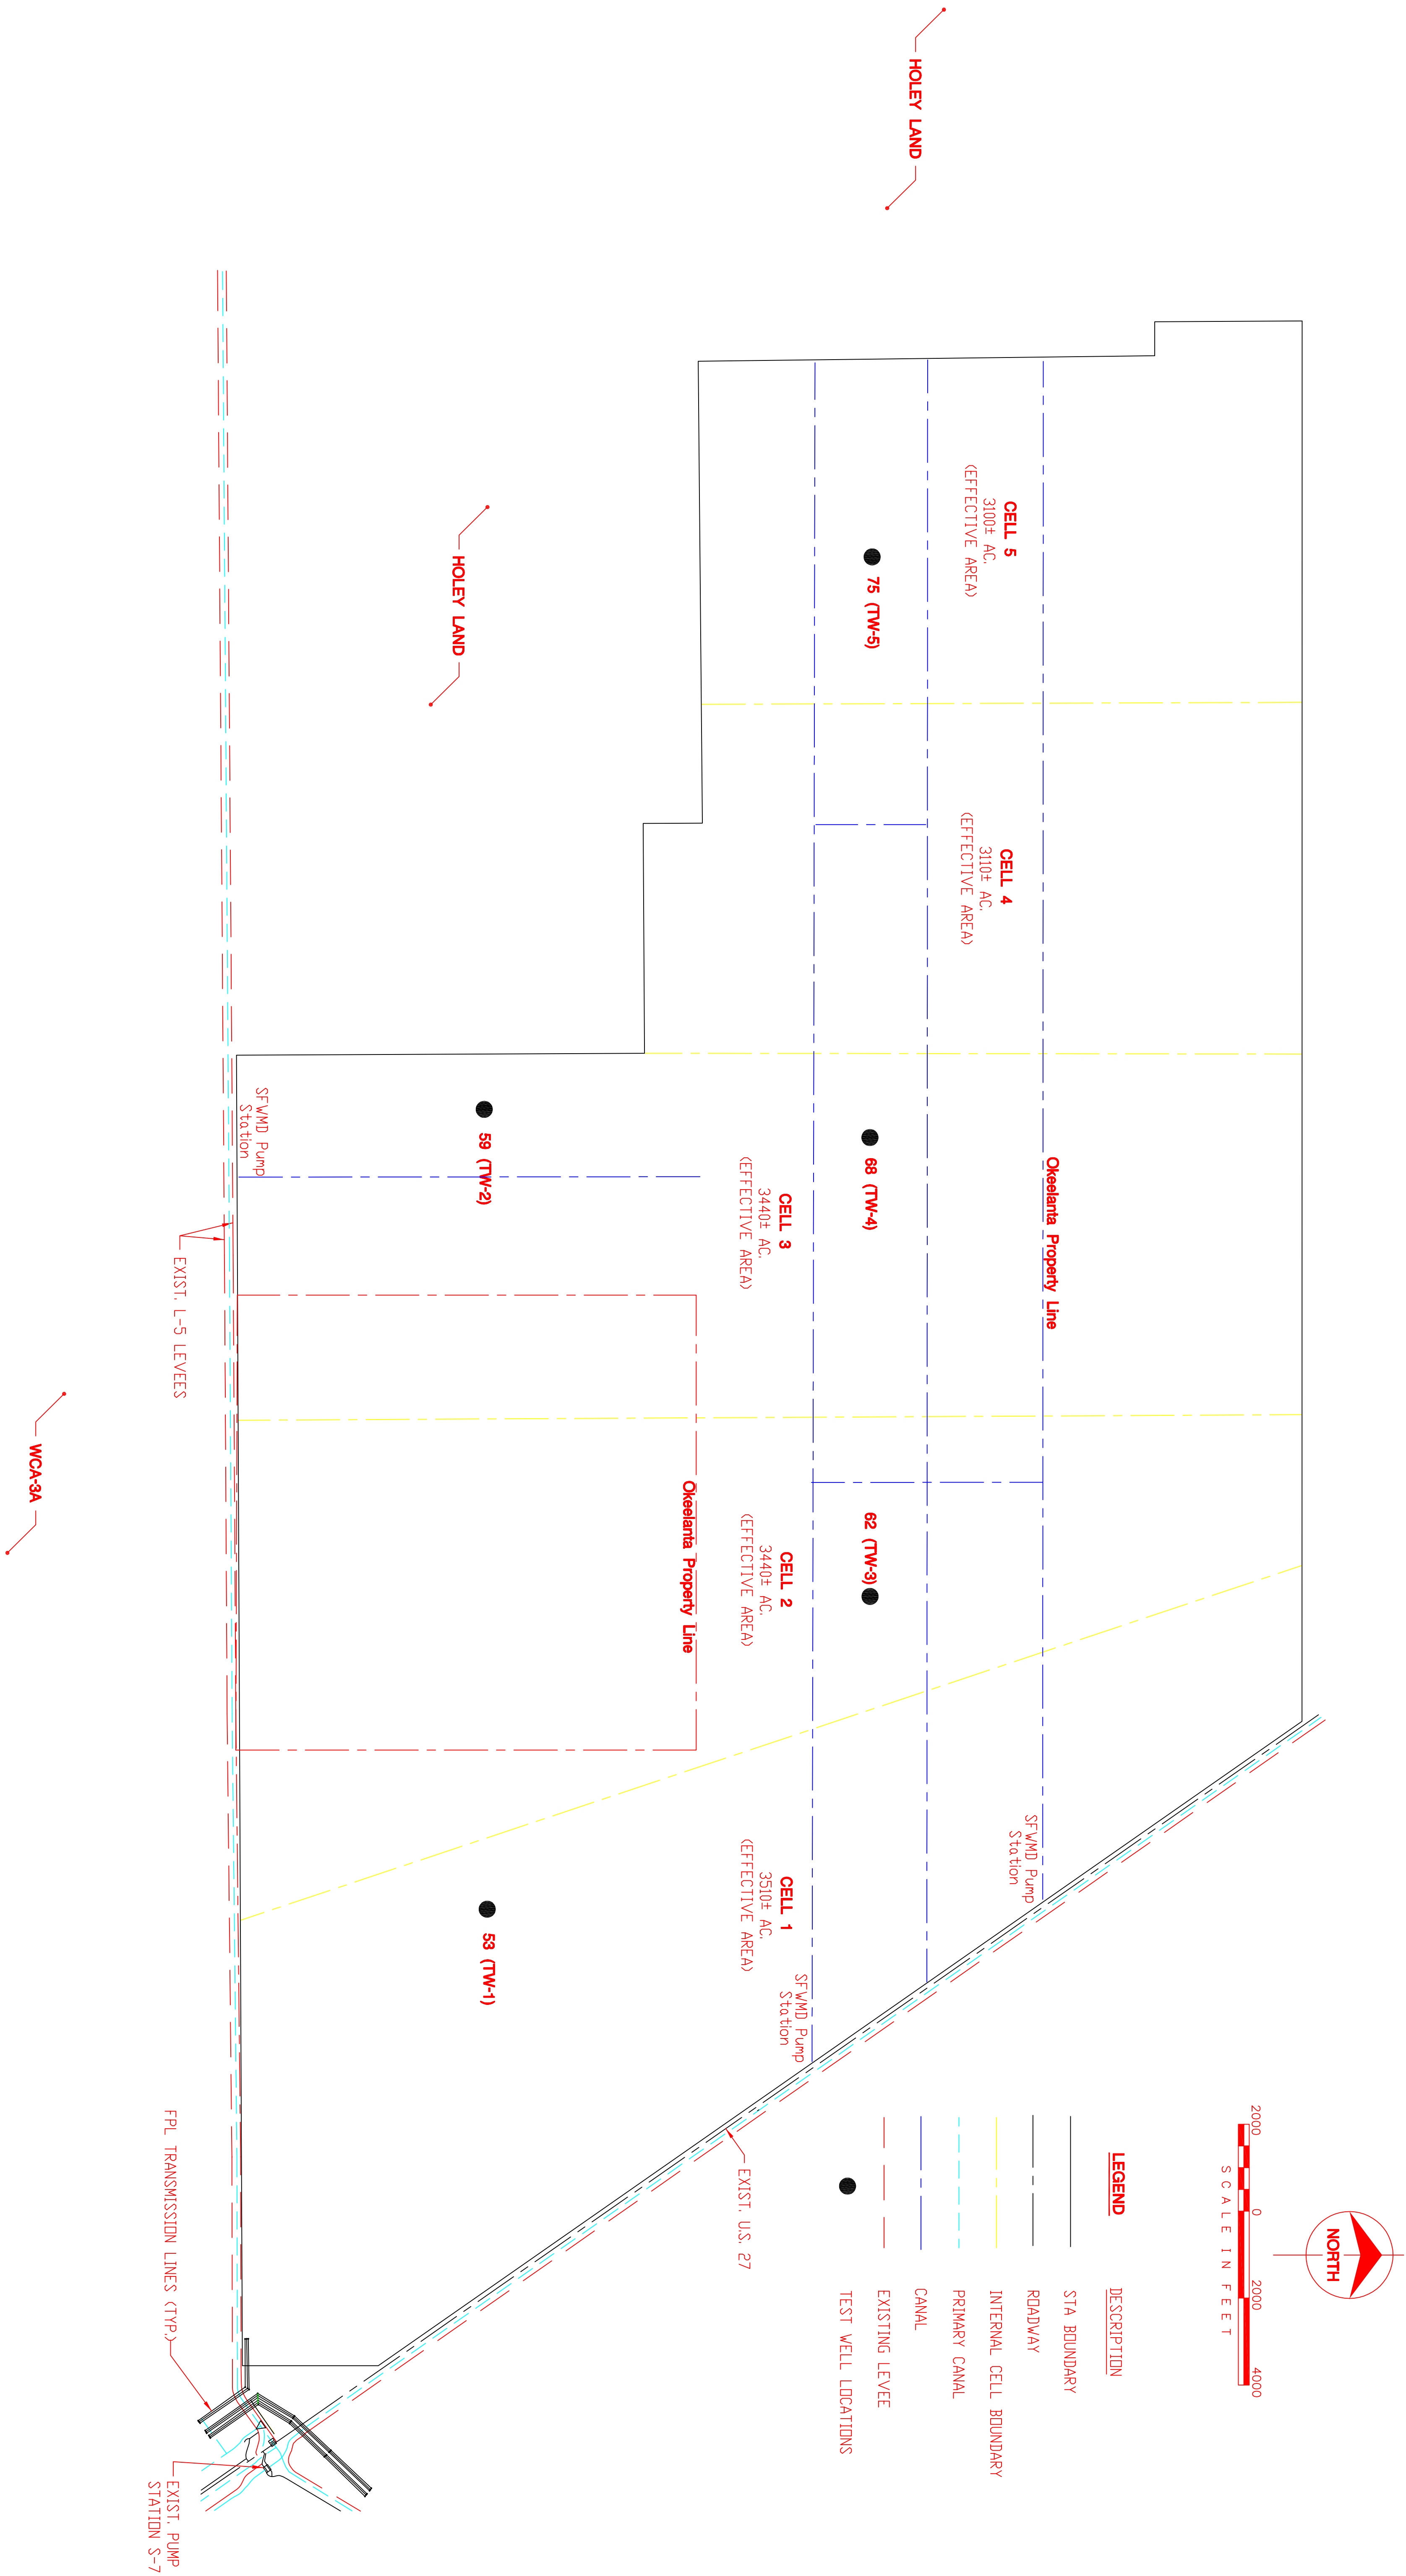 HOLEY LAND
HOLEY LAND
WCA-3A
CELL 5
3100± AC.
(EFFECTIVE AREA)
75 (TW-5)
CELL 4
3110± AC.
(EFFECTIVE AREA)
Okeelanta Property Line
68 (TW-4)
59 (TW-2)
SFWMD Pump
Station
CELL 3
3440± AC.
(EFFECTIVE AREA)
EXIST. L-5 LEVEES
62 (TW-3)
Okeelanta Property Line
CELL 2
3440± AC.
(EFFECTIVE AREA)
CELL 1
3510± AC.
(EFFECTIVE AREA)
53 (TW-1)
SFWMD Pump
Station
SFWMD Pump
Station
EXIST. U.S. 27
FPL TRANSMISSION LINES (TYP.)
EXIST. PUMP
STATION S-7
NORTH
2000 0 2000 4000
SCALE IN FEET
LEGEND DESCRIPTION
STA BOUNDARY
ROADWAY
INTERNAL CELL BOUNDARY
PRIMARY CANAL
CANAL
EXISTING LEVEE
TEST WELL LOCATIONS